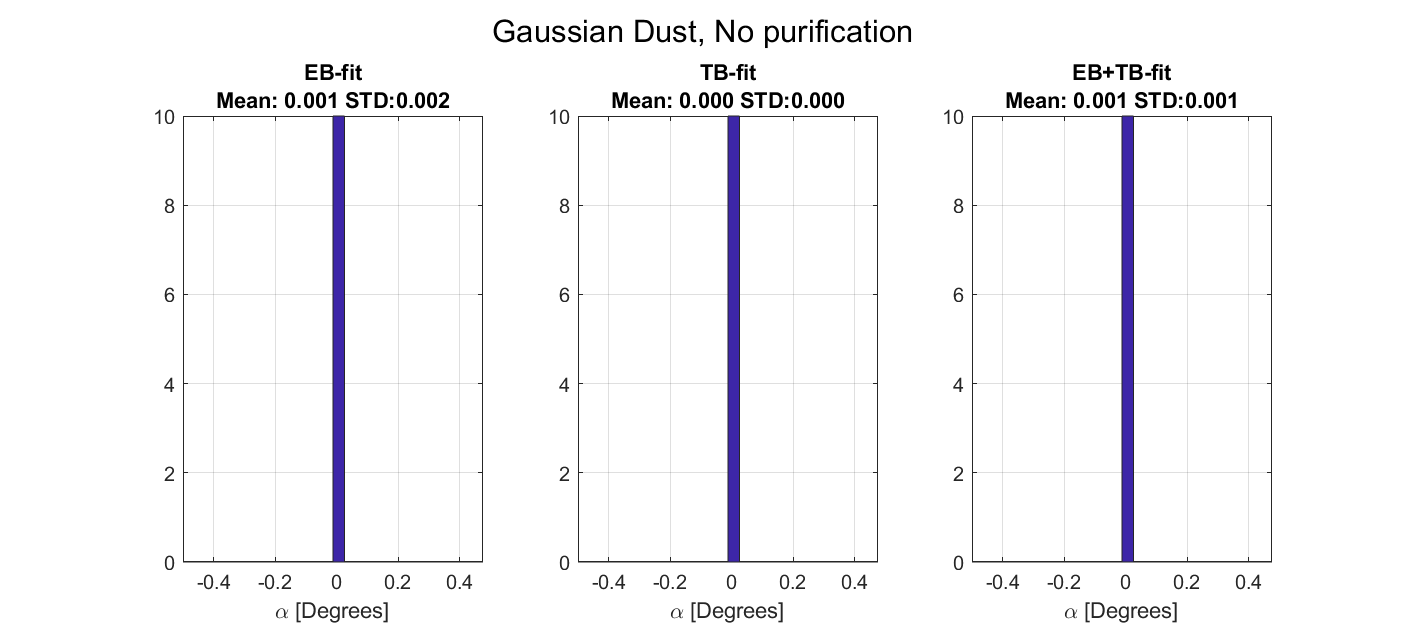 Gaussian Dust, No purification
EB-fit
Mean: 0.001 STD:0.002
10
8
6
4
2
0
-0.4 -0.2 0 0.2 0.4
α [Degrees]
TB-fit
Mean: 0.000 STD:0.000
10
8
6
4
2
0
-0.4 -0.2 0 0.2 0.4
α [Degrees]
EB+TB-fit
Mean: 0.001 STD:0.001
10
8
6
4
2
0
-0.4 -0.2 0 0.2 0.4
α [Degrees]